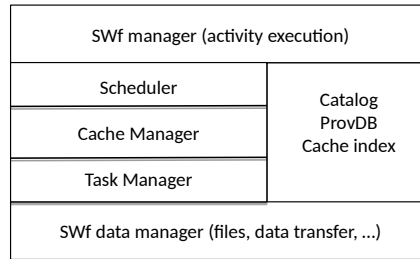 SWf manager (activity execution)
Scheduler
Cache Manager
Task Manager
Catalog
ProvDB
Cache index
SWf data manager (files, data transfer, ...)